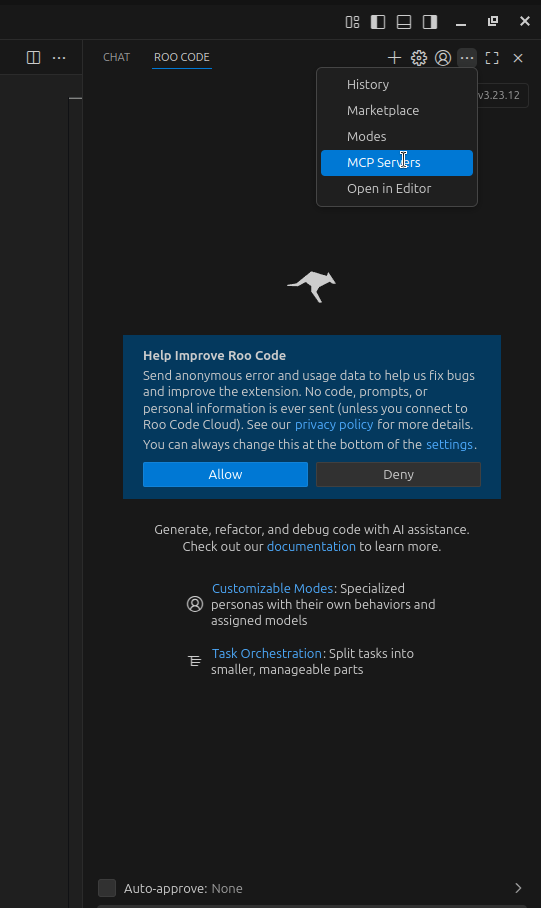 CHAT
ROO CODE
History
Marketplace
Modes
MCP Servers
Open in Editor
v3.23.12
Help Improve Roo Code
Send anonymous error and usage data to help us fix bugs
and improve the extension. No code, prompts, or
personal information is ever sent (unless you connect to
Roo Code Cloud). See our privacy policy for more details.
You can always change this at the bottom of the settings.
Allow
Deny
Generate, refactor, and debug code with AI assistance.
Check out our documentation to learn more.
Customizable Modes: Specialized
personas with their own behaviors and
assigned models
Task Orchestration: Split tasks into
smaller, manageable parts
Auto-approve: None